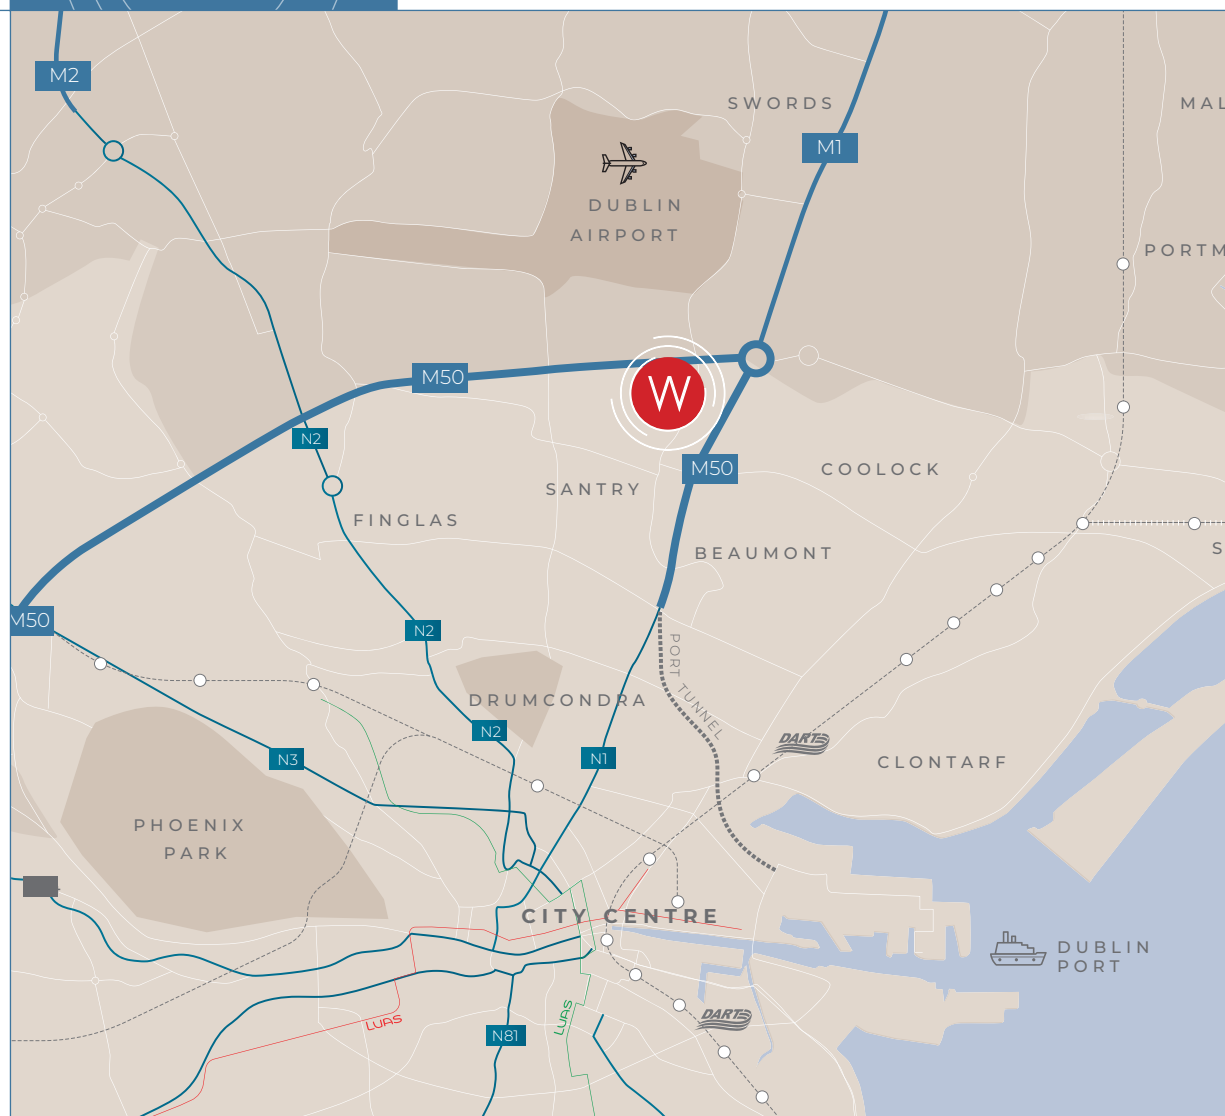 M2
SWORDS
MAL
M1
DUBLIN
AIRPORT
PORTM
M50
W
N2
M50
COOLOCK
SANTRY
FINGLAS
BEAUMONT
S
M50
N2
PORT TUNNEL
DRUMCONDRA
N2
DART
N3
N1
CLONTARF
PHOENIX
PARK
CITY CENTRE
DUBLIN
PORT
LUAS
LUAS
DART
N81